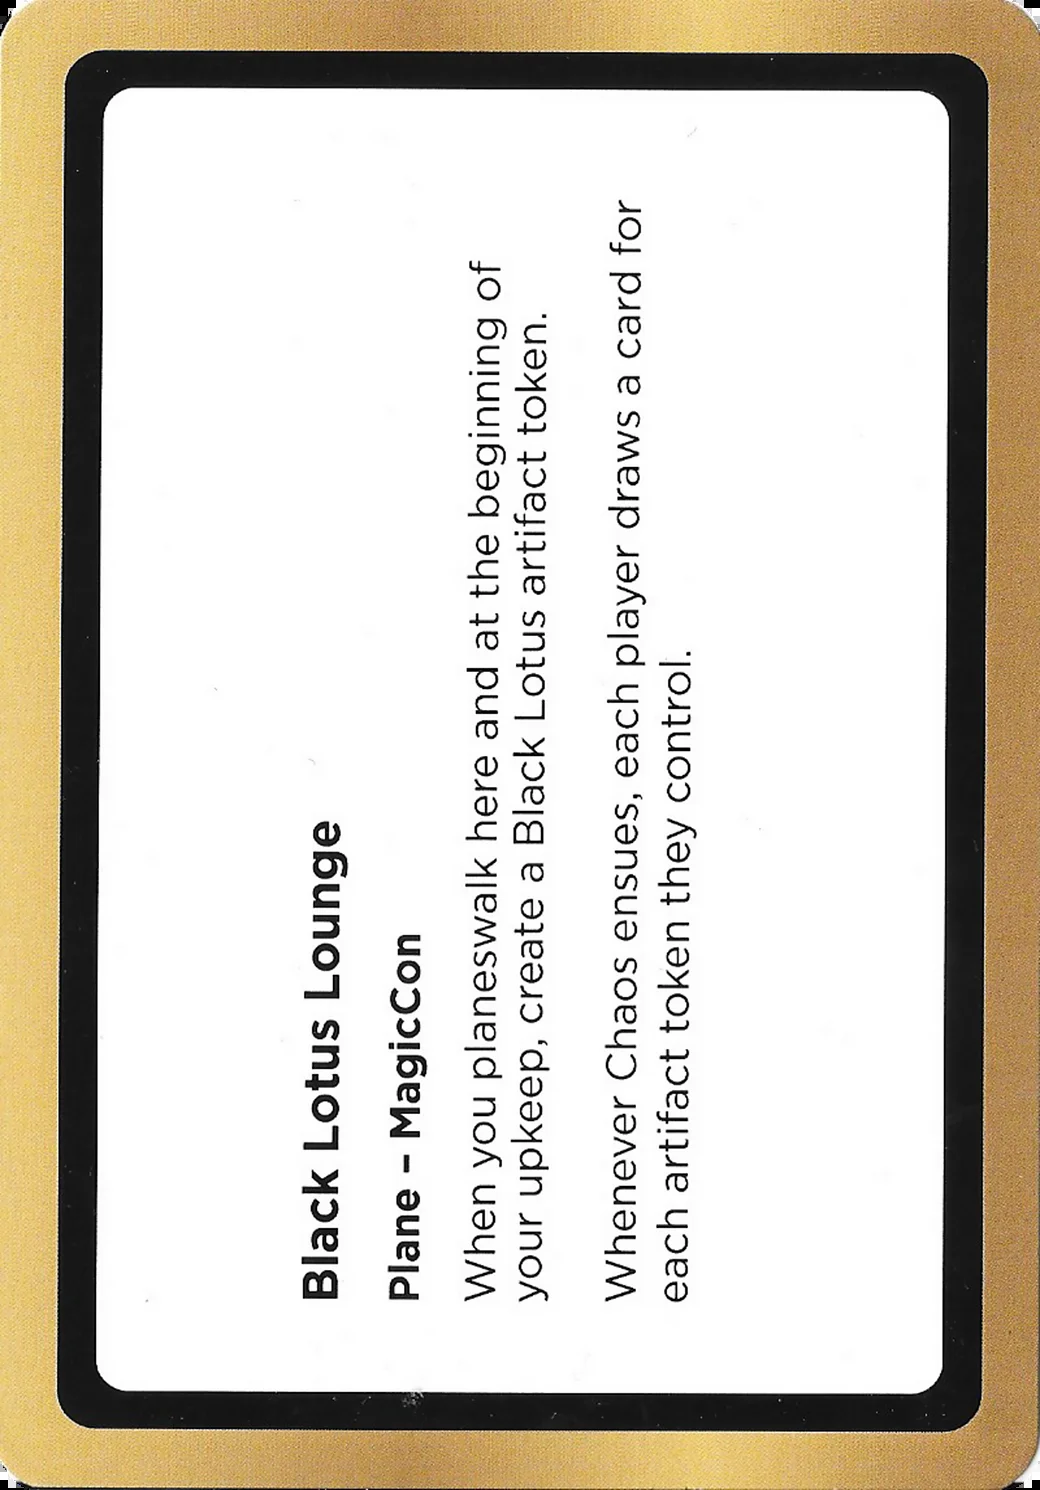 Black Lotus Lounge
Plane – MagicCon
When you planeswalk here and at the beginning of
your upkeep, create a Black Lotus artifact token.
Whenever Chaos ensues, each player draws a card for
each artifact token they control.